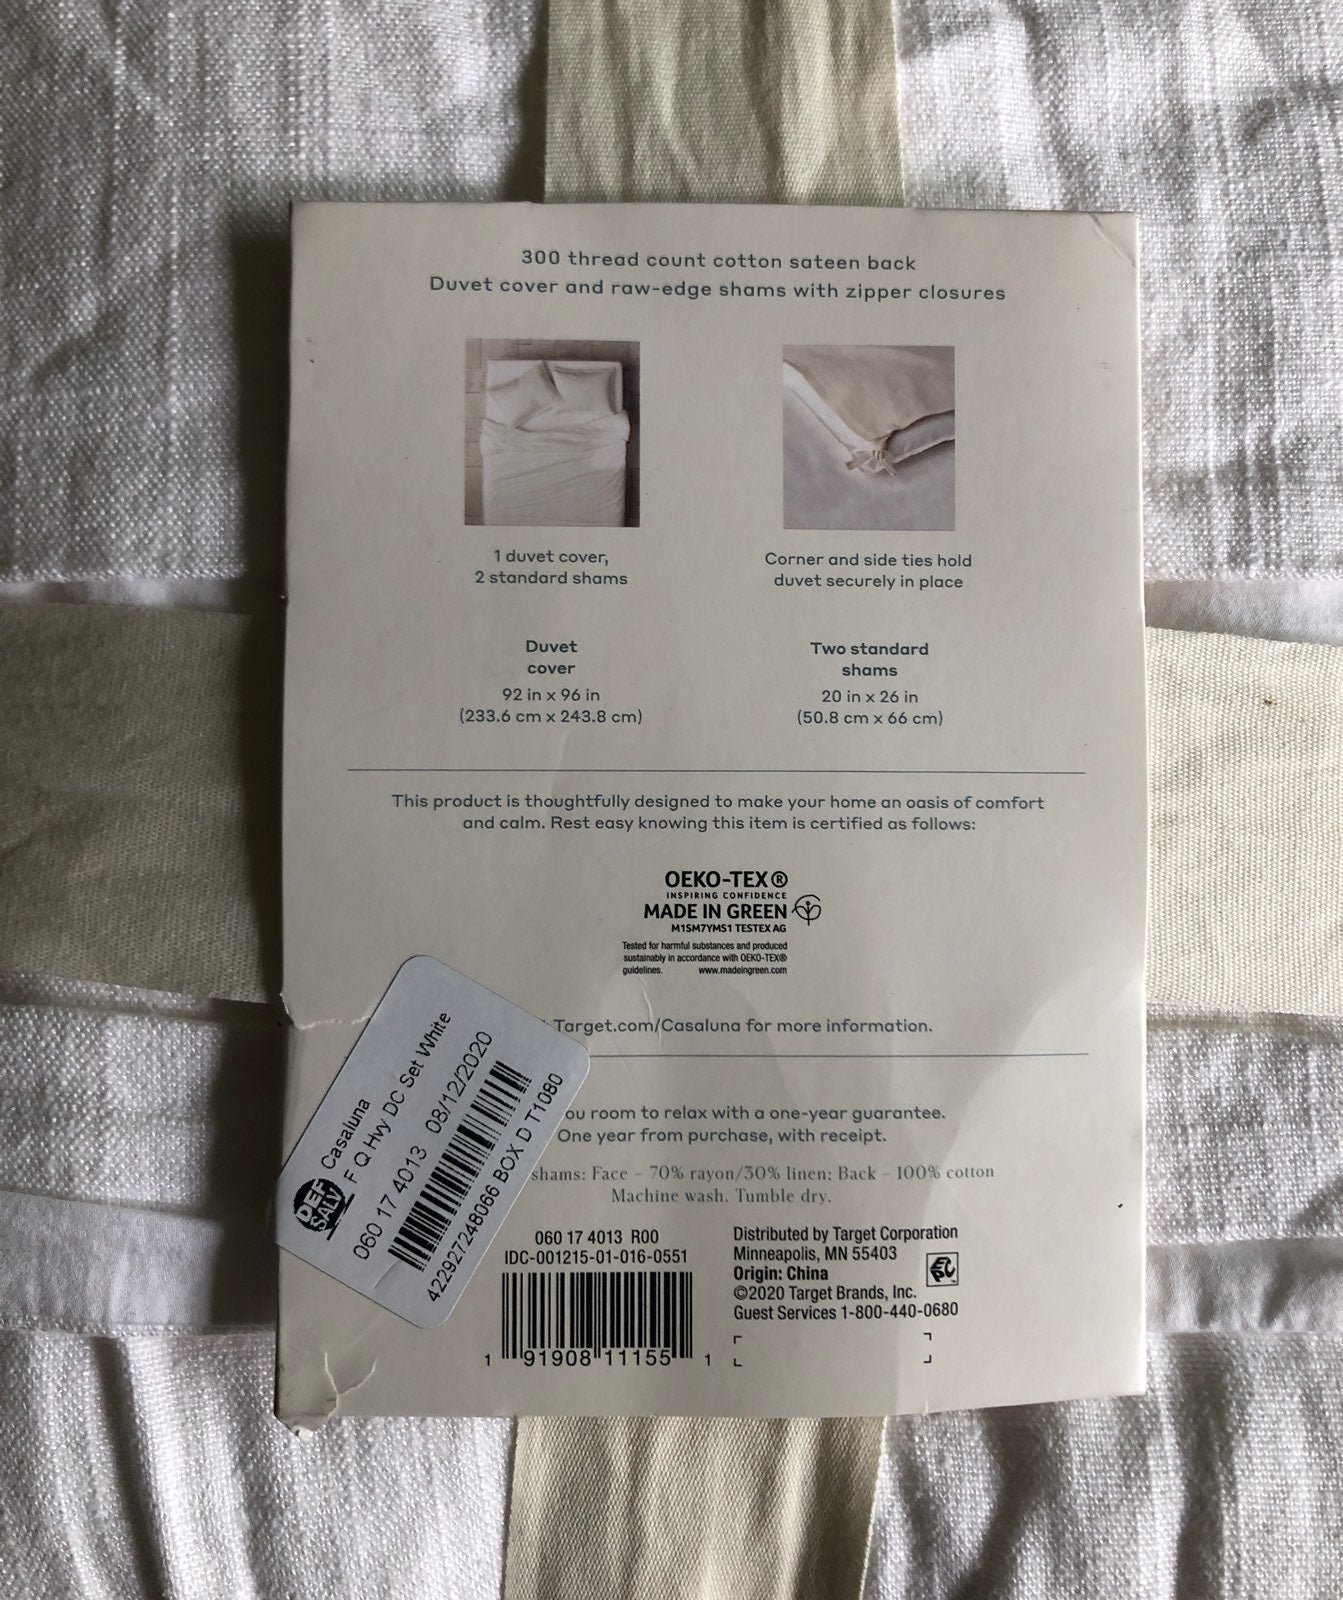 300 thread count cotton sateen back
Duvet cover and raw-edge shams with zipper closures
1 duvet cover,
2 standard shams
Corner and side ties hold
duvet securely in place
Duvet
cover
92 in x 96 in
(233.6 cm x 243.8 cm)
Two standard
shams
20 in x 26 in
(50.8 cm x 66 cm)
This product is thoughtfully designed to make your home an oasis of comfort
and calm. Rest easy knowing this item is certified as follows:
OEKO-TEX®
INSPIRING CONFIDENCE
MADE IN GREEN
M1SM7YMS1 TESTEX AG
Tested for harmful substances and produced
sustainably in accordance with OEKO-TEX®
guidelines. www.madeingreen.com
Target.com/Casaluna for more information.
ou room to relax with a one-year guarantee.
One year from purchase, with receipt.
shams: Face – 70% rayon/30% linen; Back – 100% cotton
Machine wash. Tumble dry.
DEF
SALV
Casaluna
F Q Hvy DC Set White
060 17 4013 08/12/2020
422927248066 BOX D T1080
060 17 4013 R00
IDC-001215-01-016-0551
1 91908 11155 1
Distributed by Target Corporation
Minneapolis, MN 55403
Origin: China
©2020 Target Brands, Inc.
Guest Services 1-800-440-0680